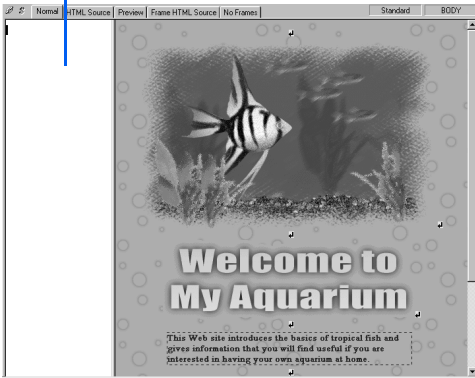 Normal HTML Source Preview Frame HTML Source No Frames Standard BODY
Welcome to
My Aquarium
This Web site introduces the basics of tropical fish and
gives information that you will find useful if you are
interested in having your own aquarium at home.